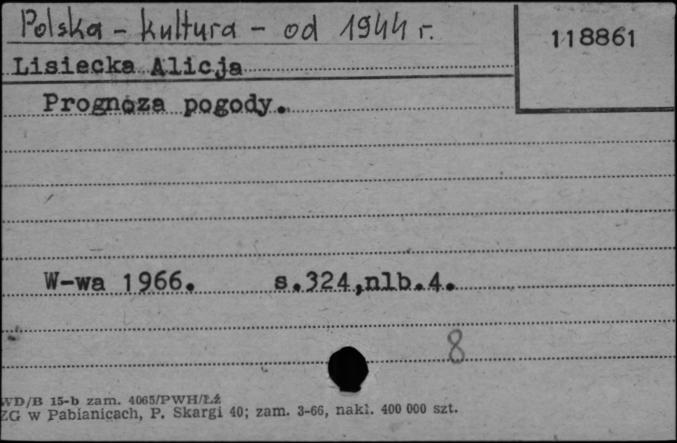 Polska - kultura - od 1944 r.
118861
Lisiecka Alicja
Prognoza pogody.
W-wa 1966. s.324,nlb.4.
8
WD/B 15-b zam. 4065/PWH/Łź
ZG w Pabianicach, P. Skargi 40; zam. 3-66, nakl. 400 000 szt.